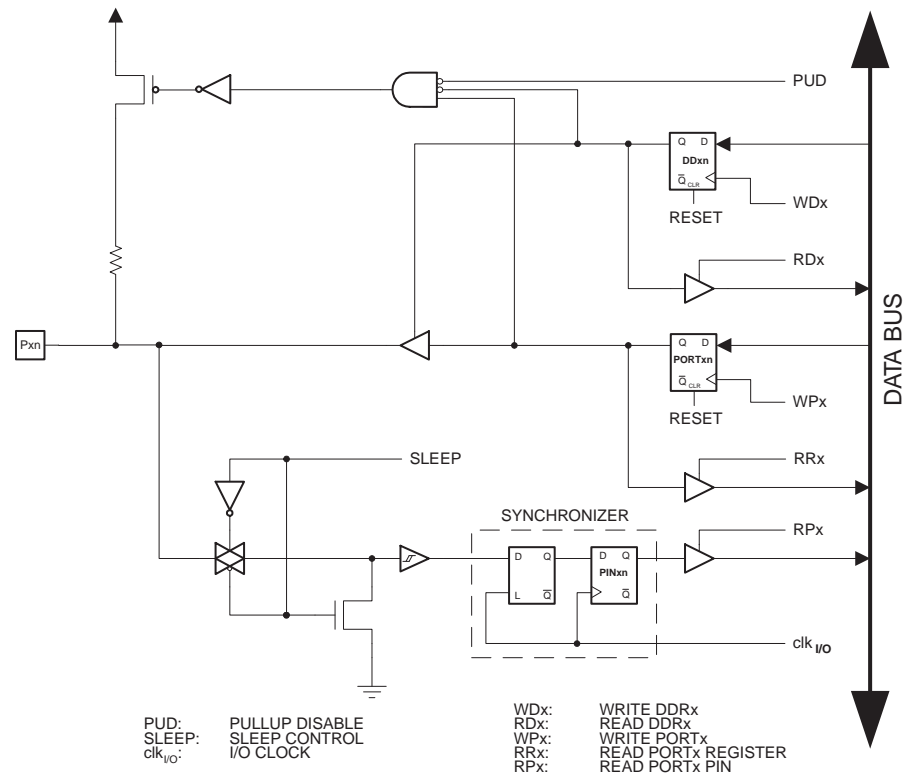 PUD
Q D
DDxn
Q CLR
WDx
RESET
RDx
Pxn
Q D
PORTxn
Q CLR
WPx
RESET
DATA BUS
SLEEP
RRx
SYNCHRONIZER
RPx
D Q
L Q
D Q
PINxn
Q
clk I/O
PUD: PULLUP DISABLE
SLEEP: SLEEP CONTROL
clkI/O: I/O CLOCK
WDx: WRITE DDRx
RDx: READ DDRx
WPx: WRITE PORTx
RRx: READ PORTx REGISTER
RPx: READ PORTx PIN